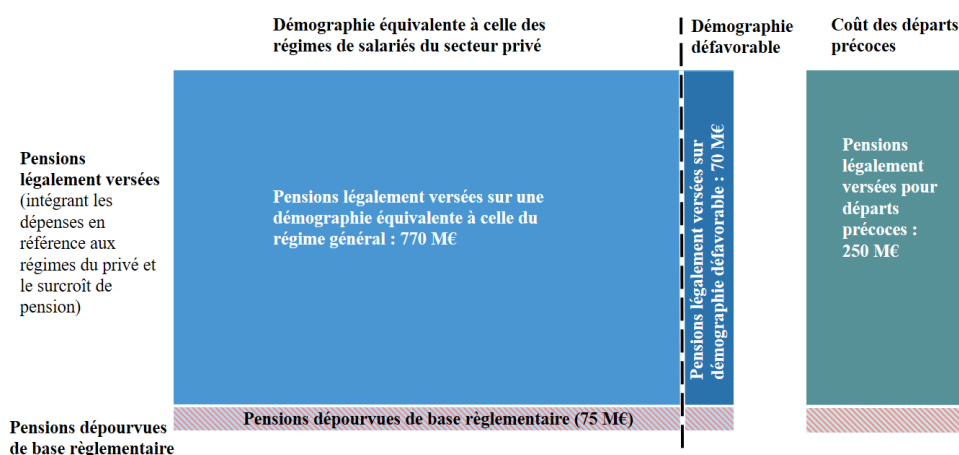 Démographie équivalente à celle des
régimes de salariés du secteur privé
Démographie
défavorable
Coût des départs
précoces
Pensions
légalement versées
(intégrant les
dépenses en
référence aux
régimes du privé et
le surcroît de
pension)
Pensions légalement versées sur une
démographie équivalente à celle du
régime général : 770 M€
Pensions légalement versées sur
démographie défavorable : 70 M€
Pensions
légalement
versées pour
départs
précoces :
250 M€
Pensions dépourvues
de base règlementaire
Pensions dépourvues de base règlementaire (75 M€)